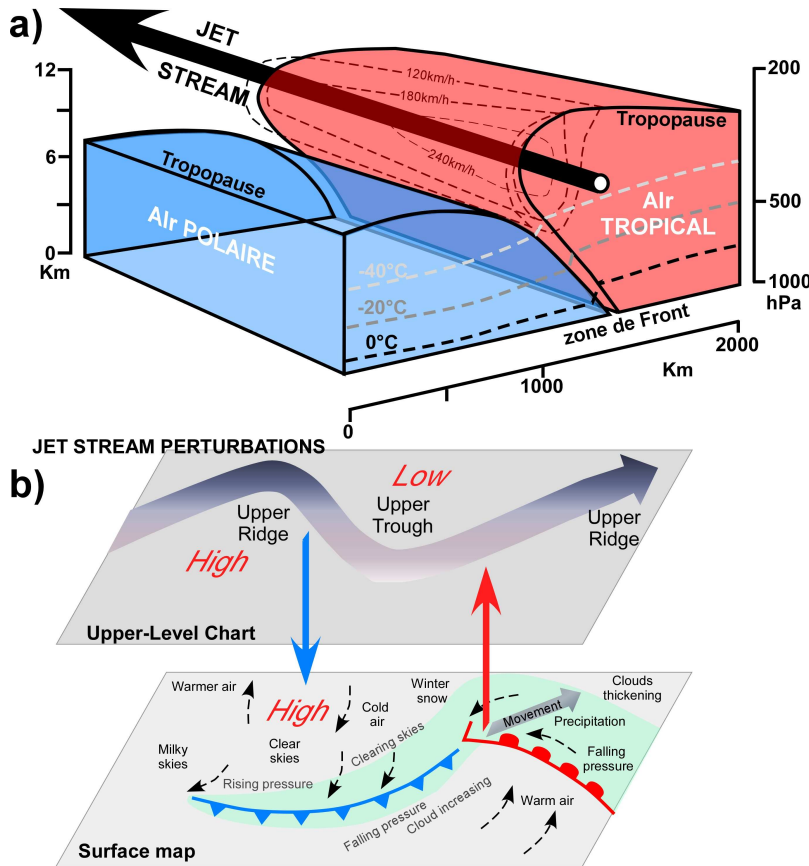 a)
JET
STREAM
12
6
0
Km
200
500
1000
hPa
120km/h
180km/h
240km/h
Tropopause
Tropopause
AIr POLAIRE
AIr
TROPICAL
-40°C
-20°C
0°C
zone de Front
0
1000
Km
2000
JET STREAM PERTURBATIONS
b)
Low
Upper
Ridge
Upper
Trough
Upper
Ridge
High
Upper-Level Chart
Warmer air
High
Cold
air
Winter
snow
Clouds
thickening
Movement
Precipitation
Milky
skies
Clear
skies
Clearing skies
Falling
pressure
Rising pressure
Falling pressure
Cloud increasing
Warm air
Surface map